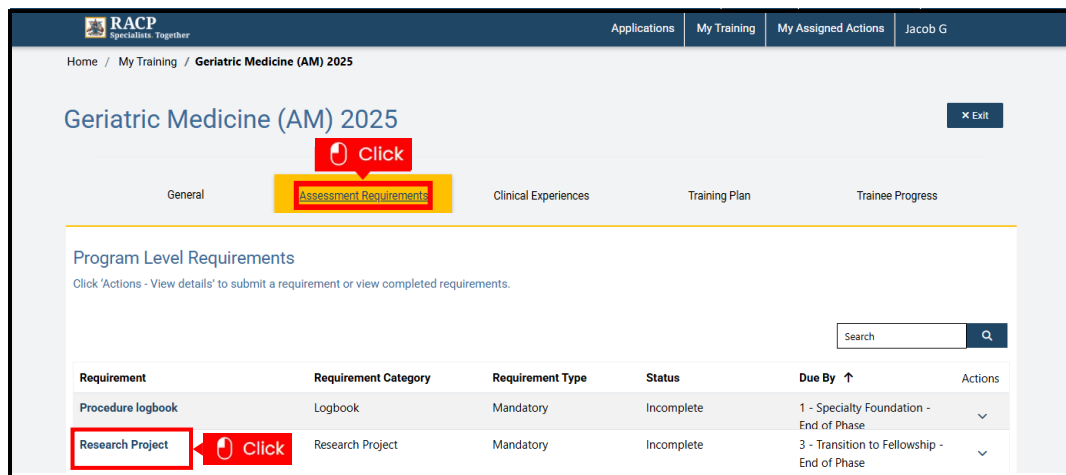 RACP
Specialists. Together
Applications My Training My Assigned Actions Jacob G
Home / My Training / Geriatric Medicine (AM) 2025
Geriatric Medicine (AM) 2025
× Exit
Click
General Assessment Requirements Clinical Experiences Training Plan Trainee Progress
Program Level Requirements
Click 'Actions - View details' to submit a requirement or view completed requirements.
Search
Requirement Requirement Category Requirement Type Status Due By ↑ Actions
Procedure logbook Logbook Mandatory Incomplete 1 - Specialty Foundation -
End of Phase
Research Project Click Research Project Mandatory Incomplete 3 - Transition to Fellowship -
End of Phase